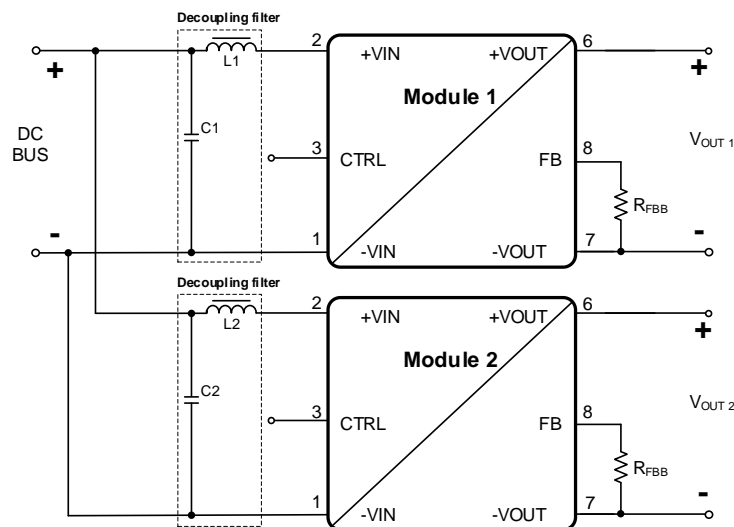 Decoupling filter
2
+VIN
+VOUT
6
+
L1
+
Module 1
DC
BUS
C1
3
CTRL
FB
8
VOUT 1
RFBB
-
1
-VIN
-VOUT
7
-
Decoupling filter
2
+VIN
+VOUT
6
L2
+
Module 2
C2
3
CTRL
FB
8
VOUT 2
RFBB
1
-VIN
-VOUT
7
-